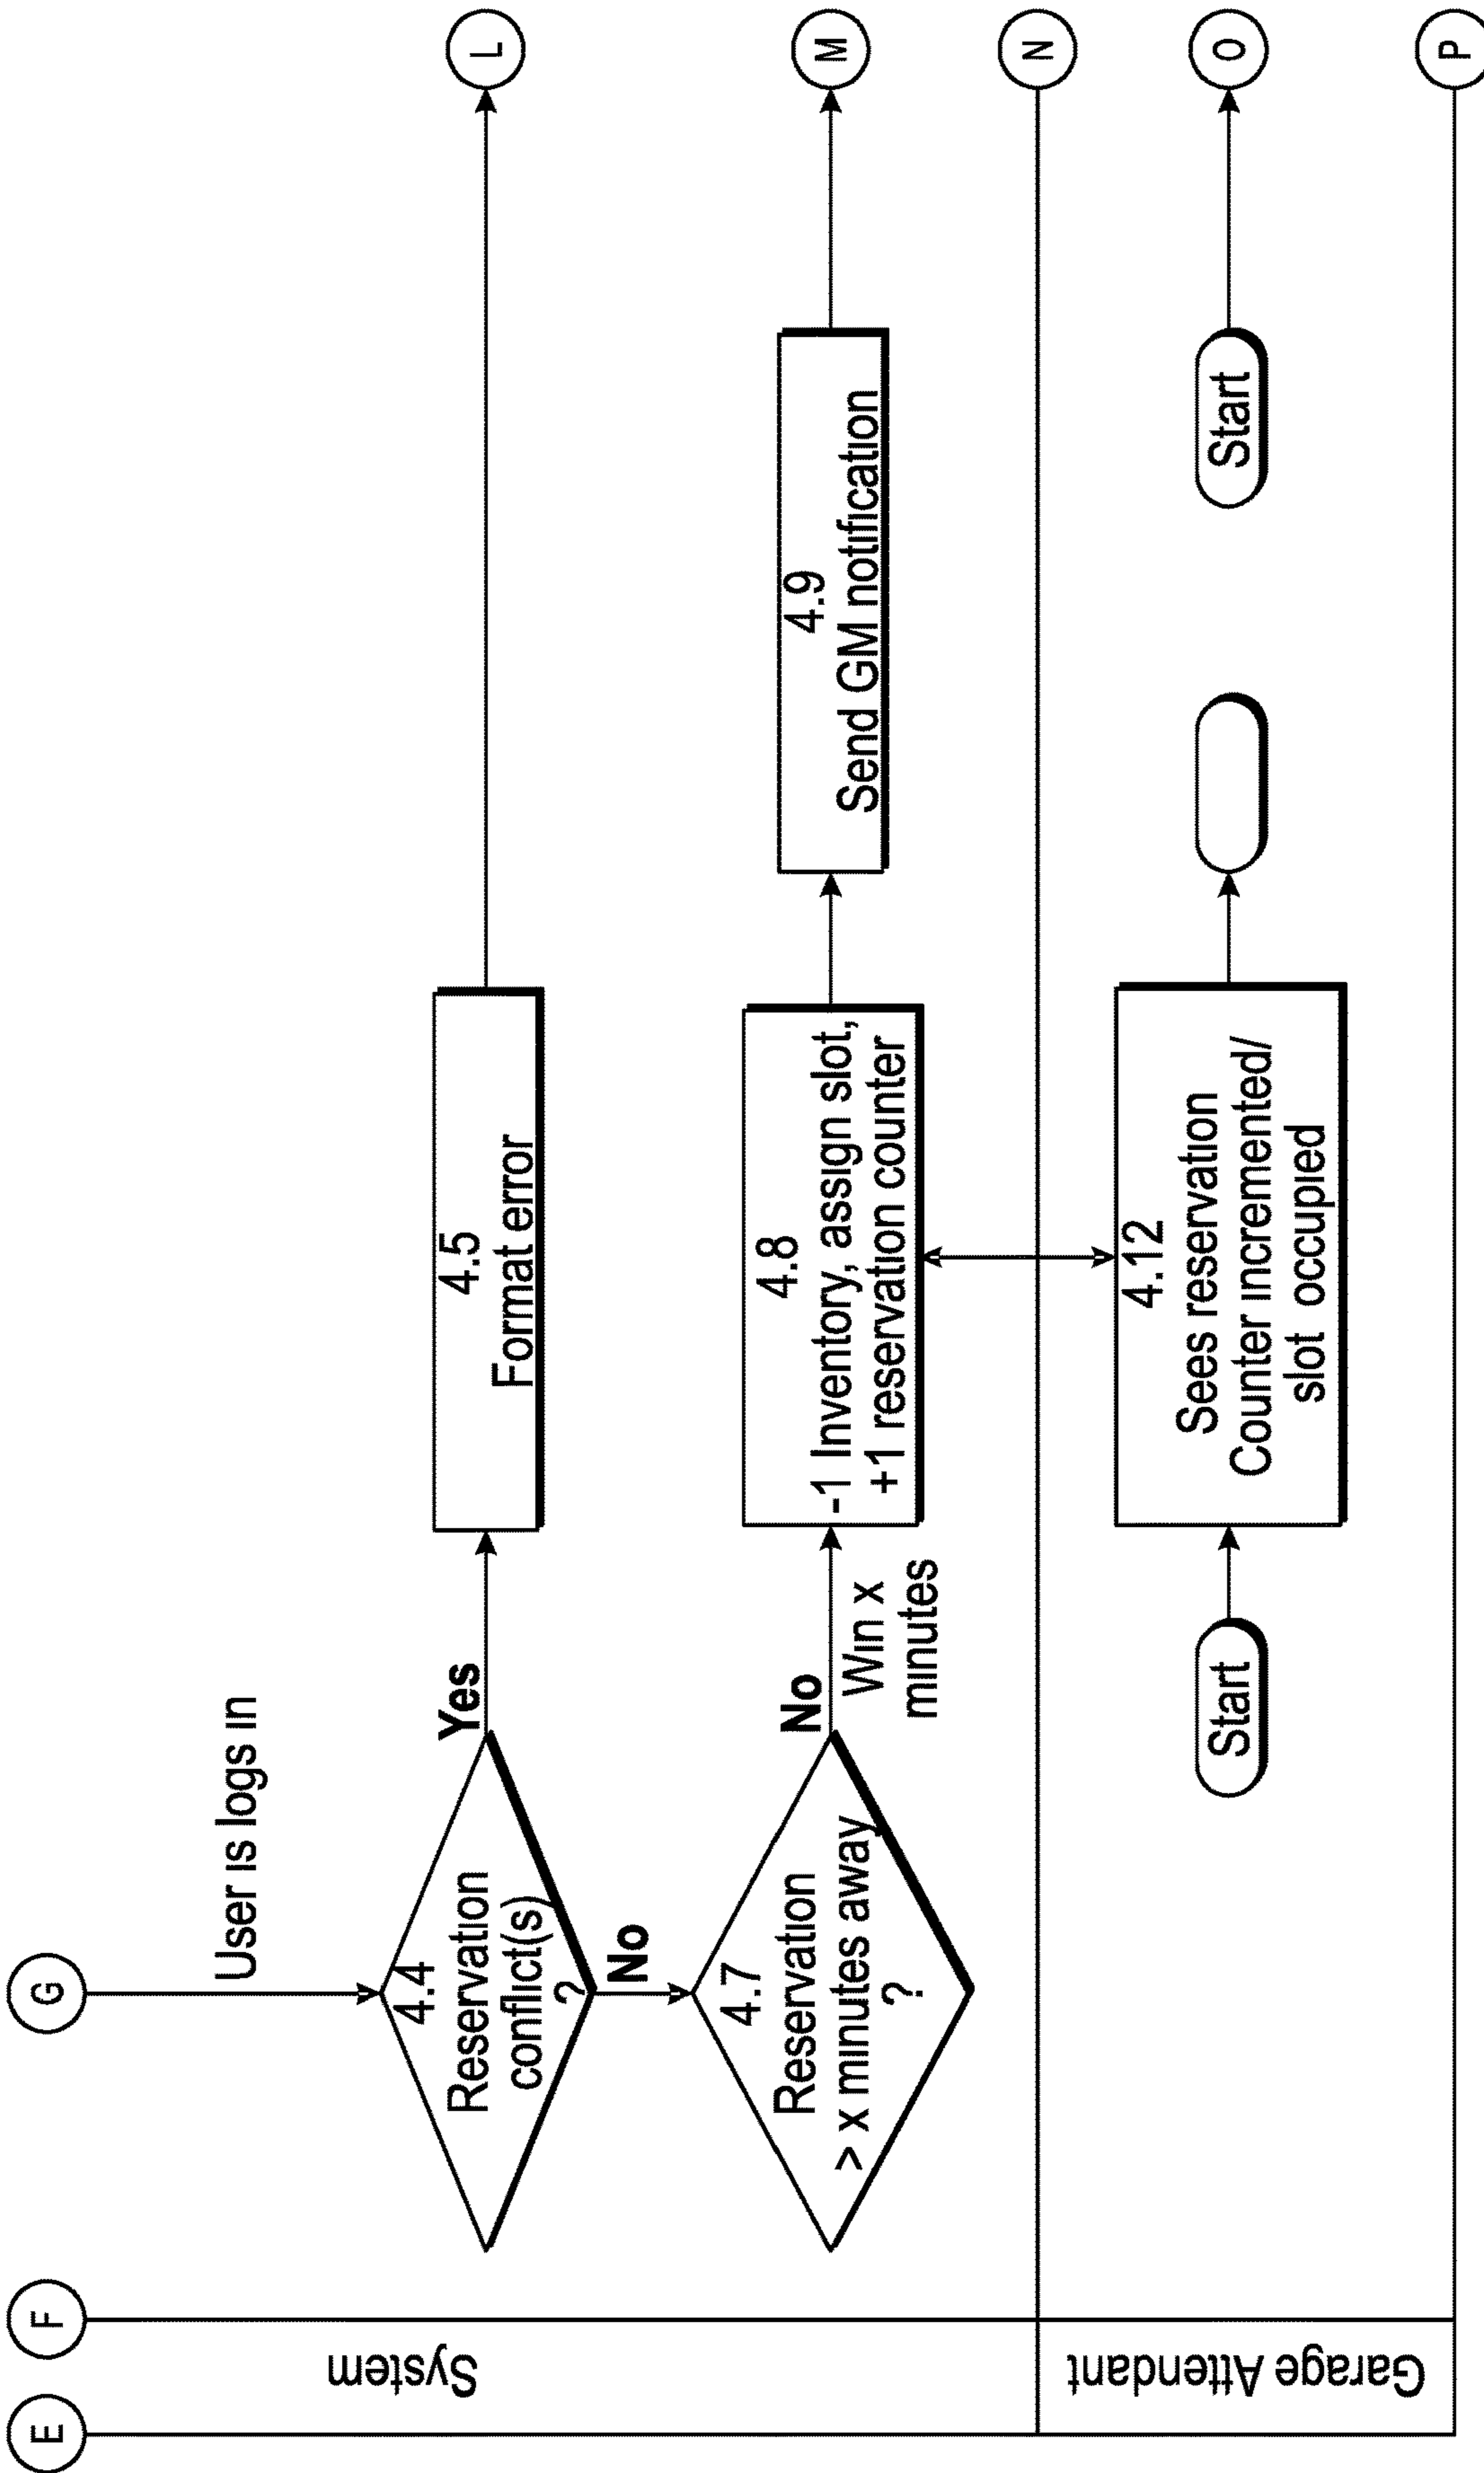 E
F
G
User is logs in
System
4.4
Reservation
conflict(s)
?
Yes
4.5
Format error
L
No
4.7
Reservation
> x minutes away
?
No
Win x
minutes
4.8
-1 Inventory, assign slot,
+1 reservation counter
4.9
Send GM notification
M
N
Garage Attendant
Start
4.12
Sees reservation
Counter incremented/
slot occupied
Start
O
P